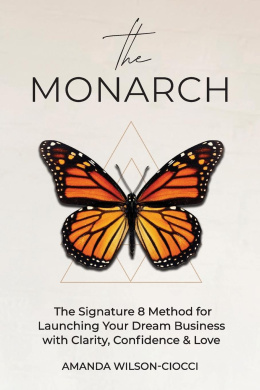 the
MONARCH
The Signature 8 Method for
Launching Your Dream Business
with Clarity, Confidence & Love
AMANDA WILSON-CIOCCI